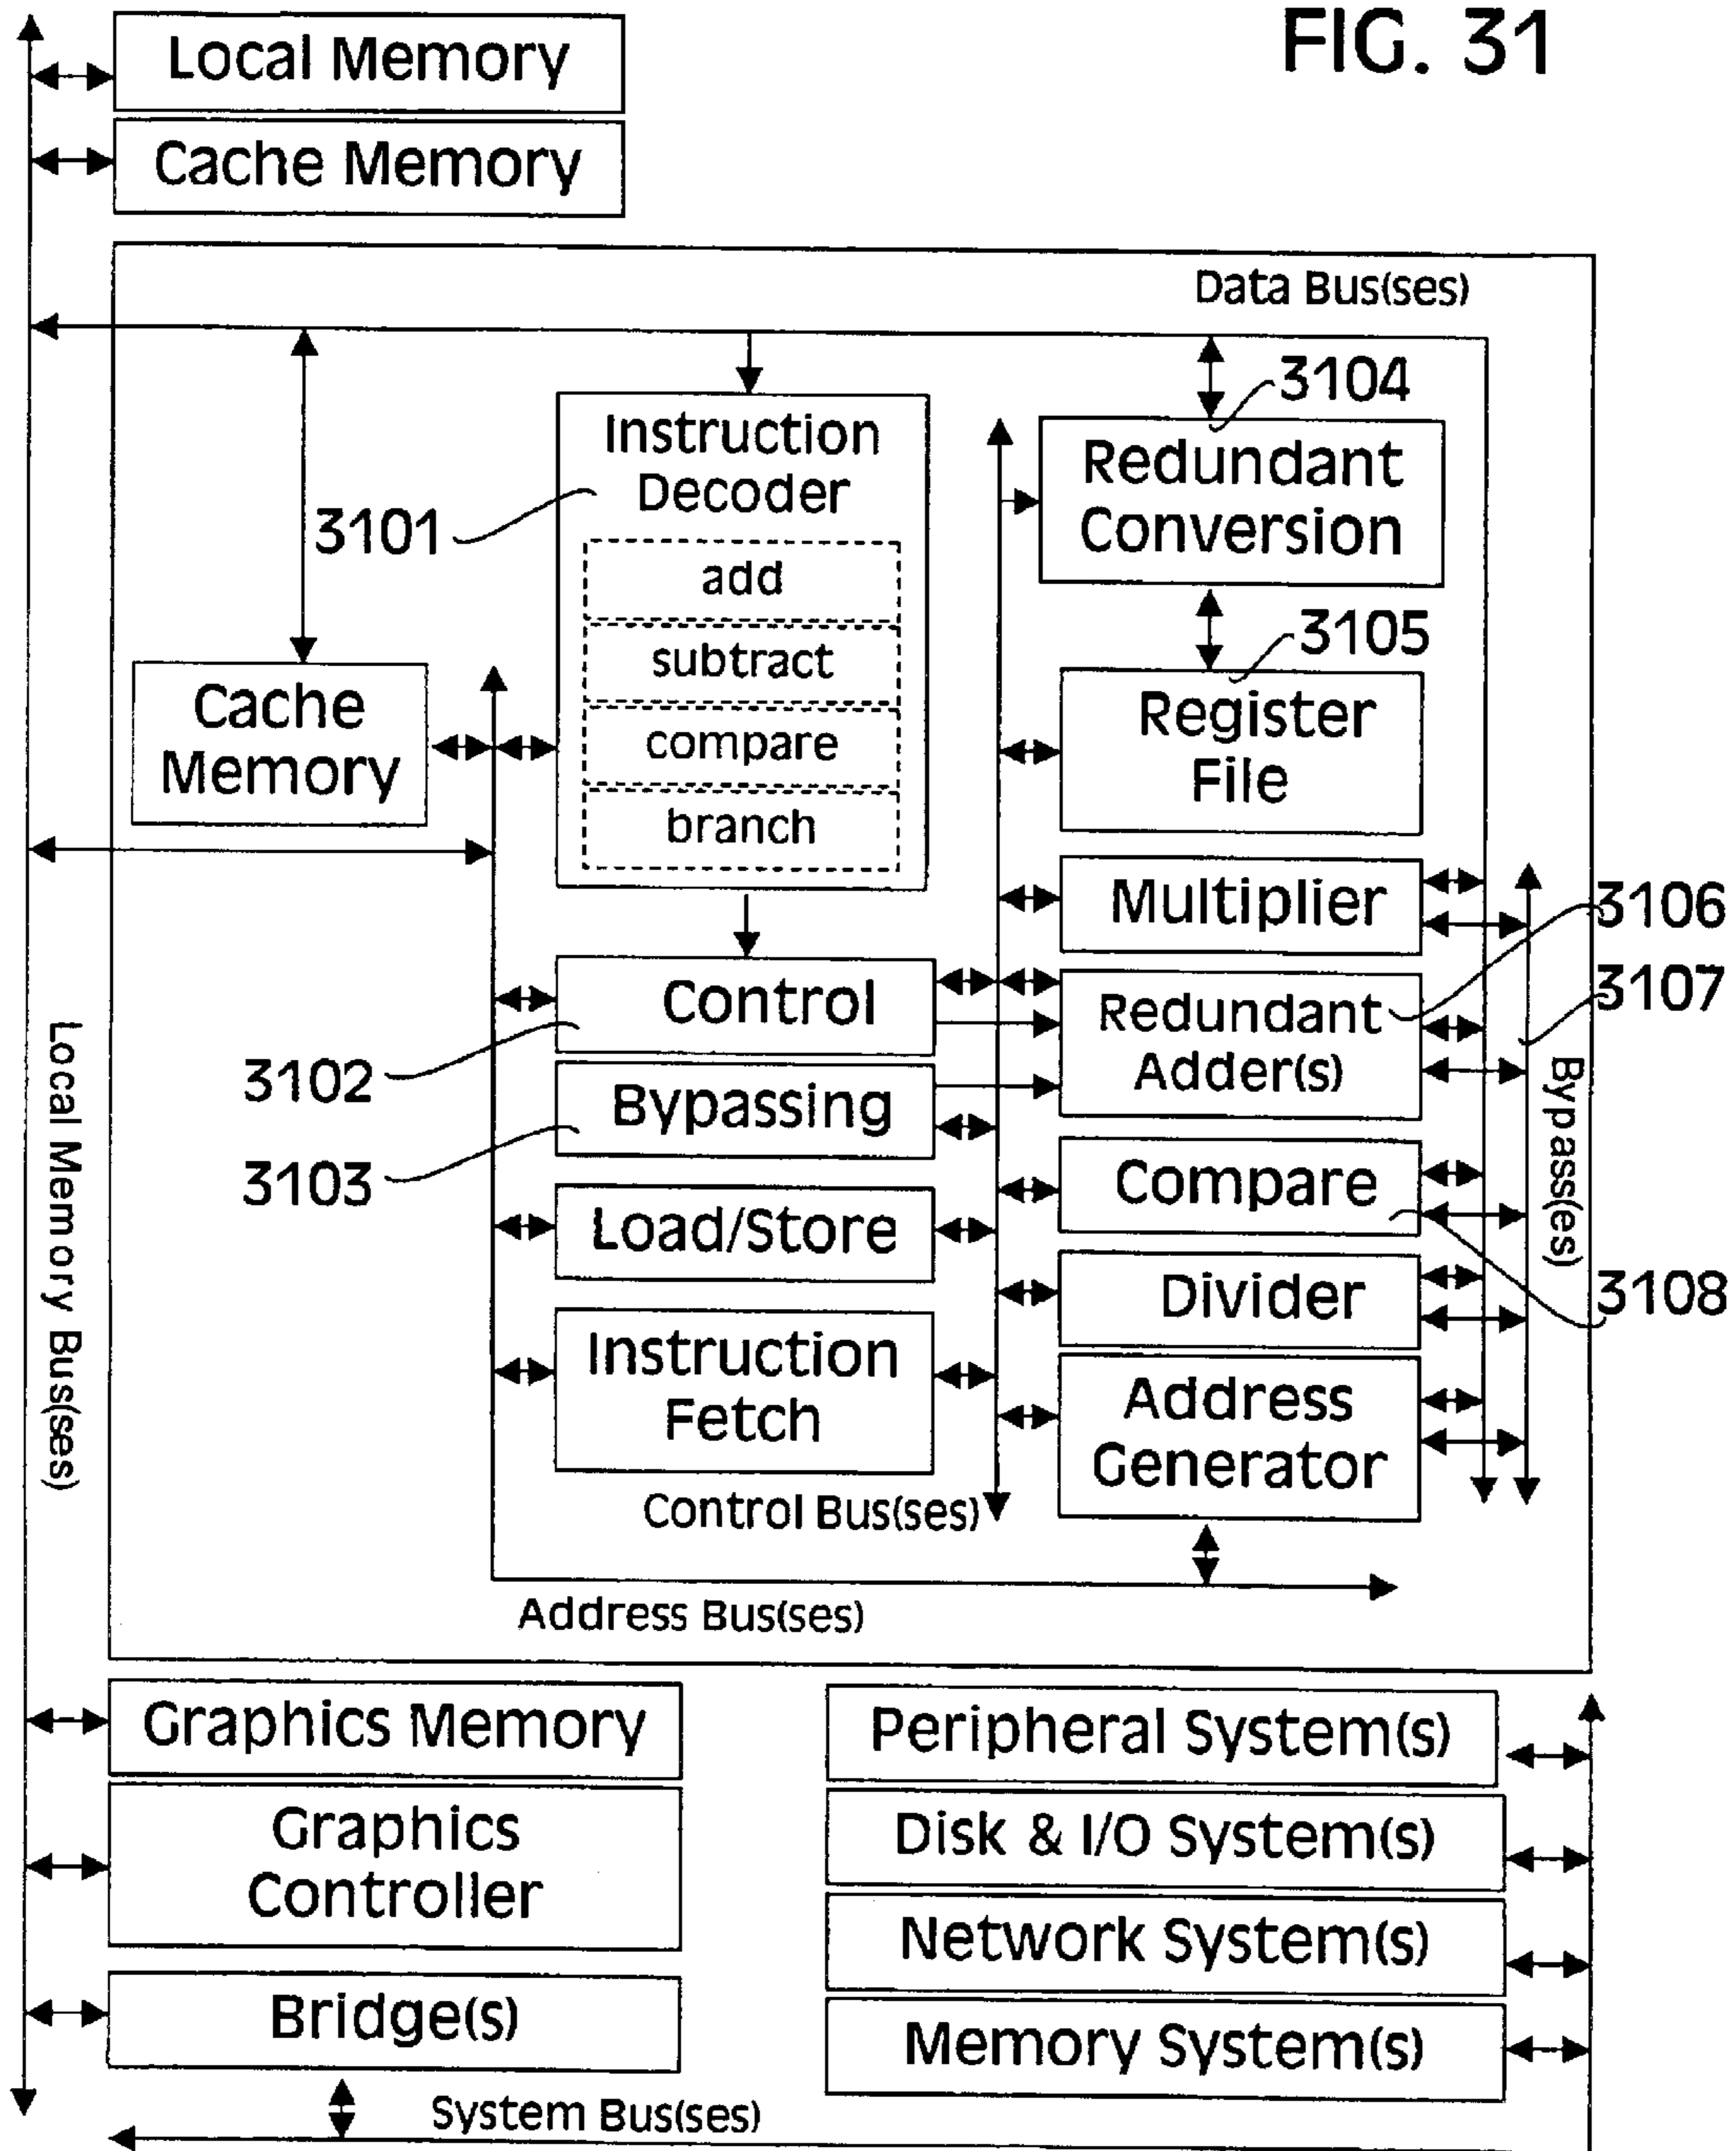 FIG. 31
Local Memory
Cache Memory
Data Bus(ses)
3104
Instruction
Decoder
3101
add
subtract
compare
branch
Redundant
Conversion
3105
Cache
Memory
Register
File
Multiplier
3106
Control
3102
Redundant
Adder(s)
3107
Bypassing
3103
Bypass(es)
Local Memory Bus(ses)
Load/Store
Compare
3108
Divider
Instruction
Fetch
Address
Generator
Control Bus(ses)
Address Bus(ses)
Graphics Memory
Graphics
Controller
Bridge(s)
Peripheral System(s)
Disk & I/O System(s)
Network System(s)
Memory System(s)
System Bus(ses)